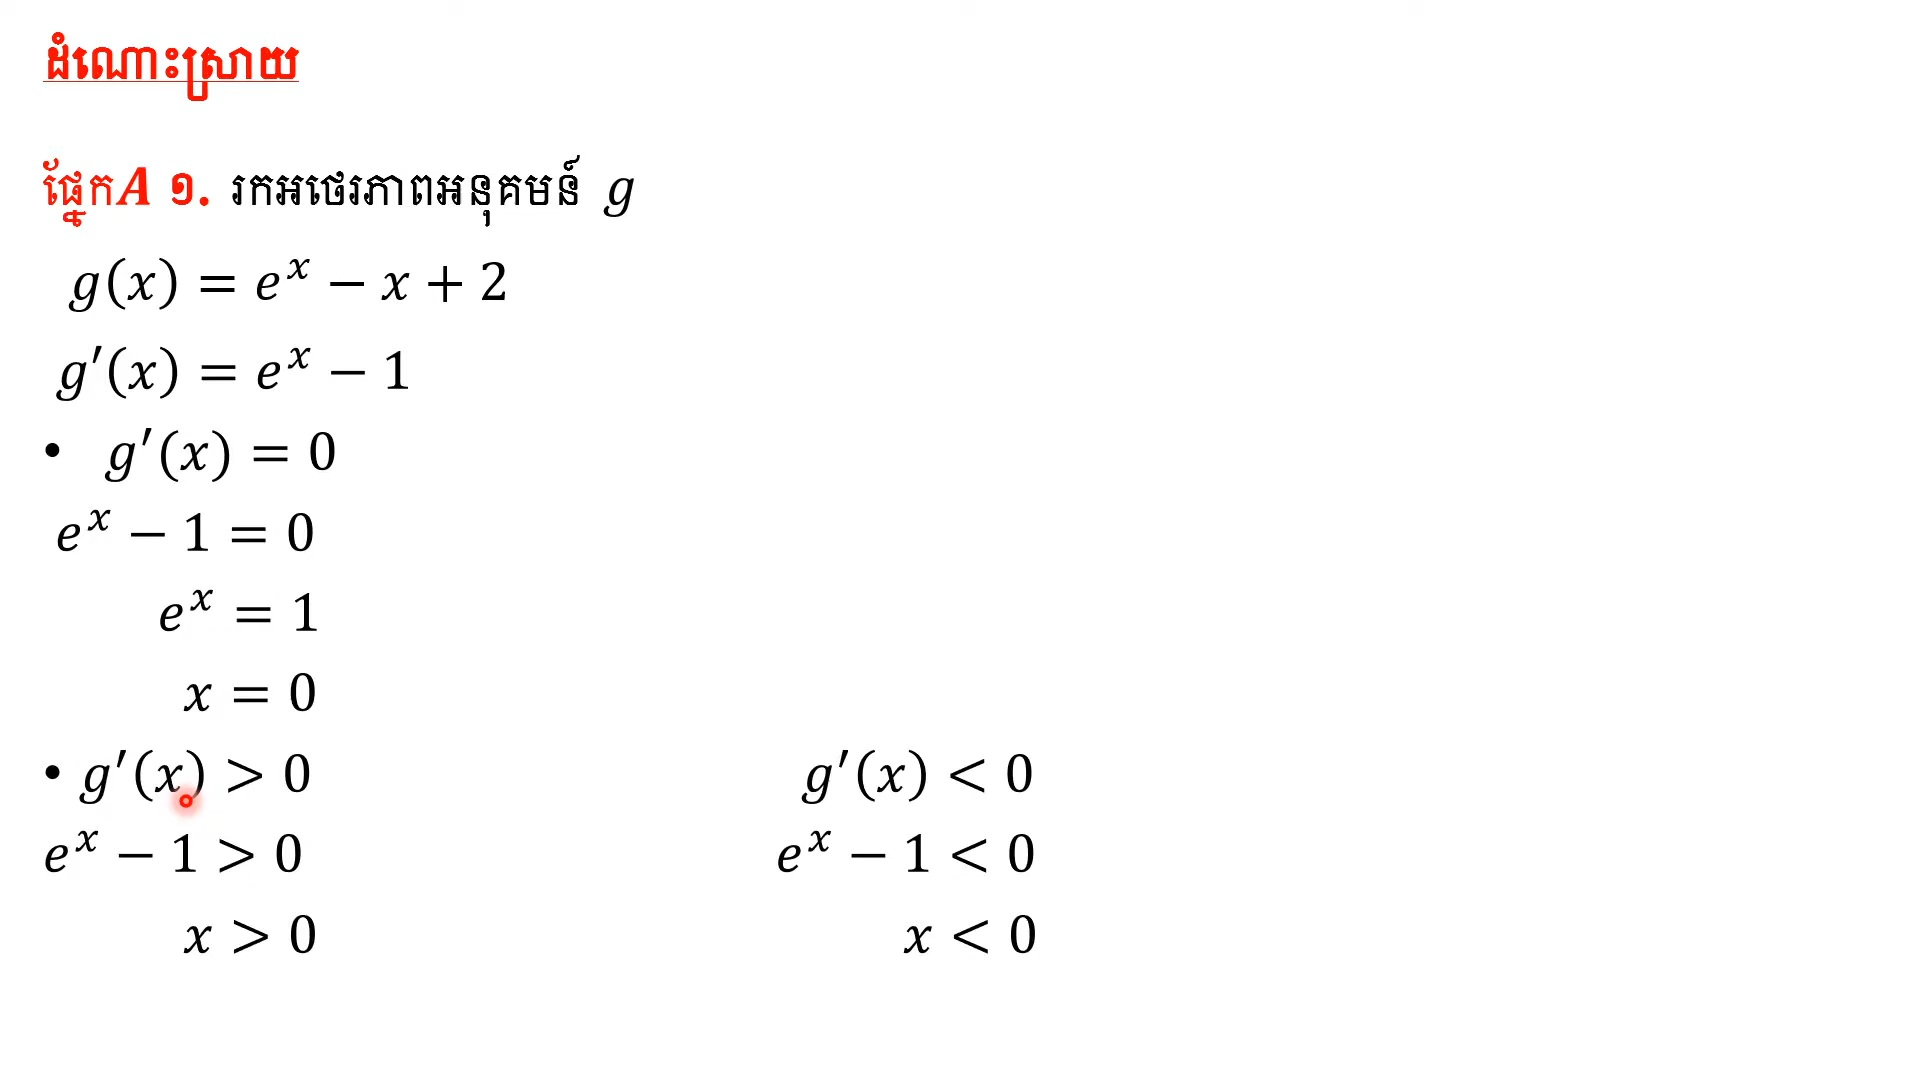 ដំណោះស្រាយ
ផ្នែកA ១. រកអថេរភាពអនុគមន៍ g
g(x) = e^x − x + 2
g′(x) = e^x − 1
• g′(x) = 0
e^x − 1 = 0
e^x = 1
x = 0
• g′(x) > 0 g′(x) < 0
e^x − 1 > 0 e^x − 1 < 0
x > 0 x < 0